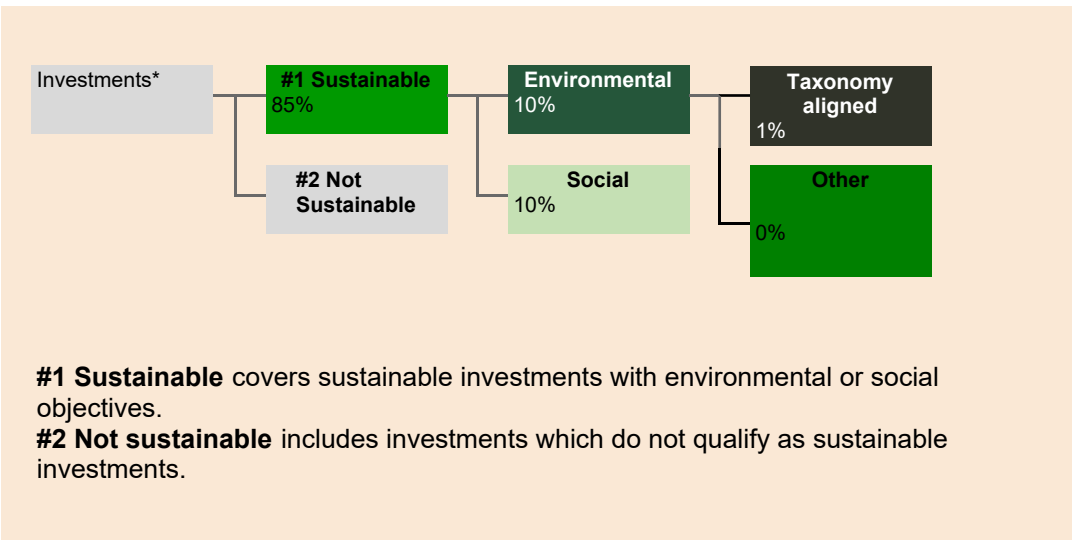 Investments*
#1 Sustainable
85%
Environmental
10%
Taxonomy
aligned
1%
#2 Not
Sustainable
Social
10%
Other
0%
#1 Sustainable covers sustainable investments with environmental or social
objectives.
#2 Not sustainable includes investments which do not qualify as sustainable
investments.